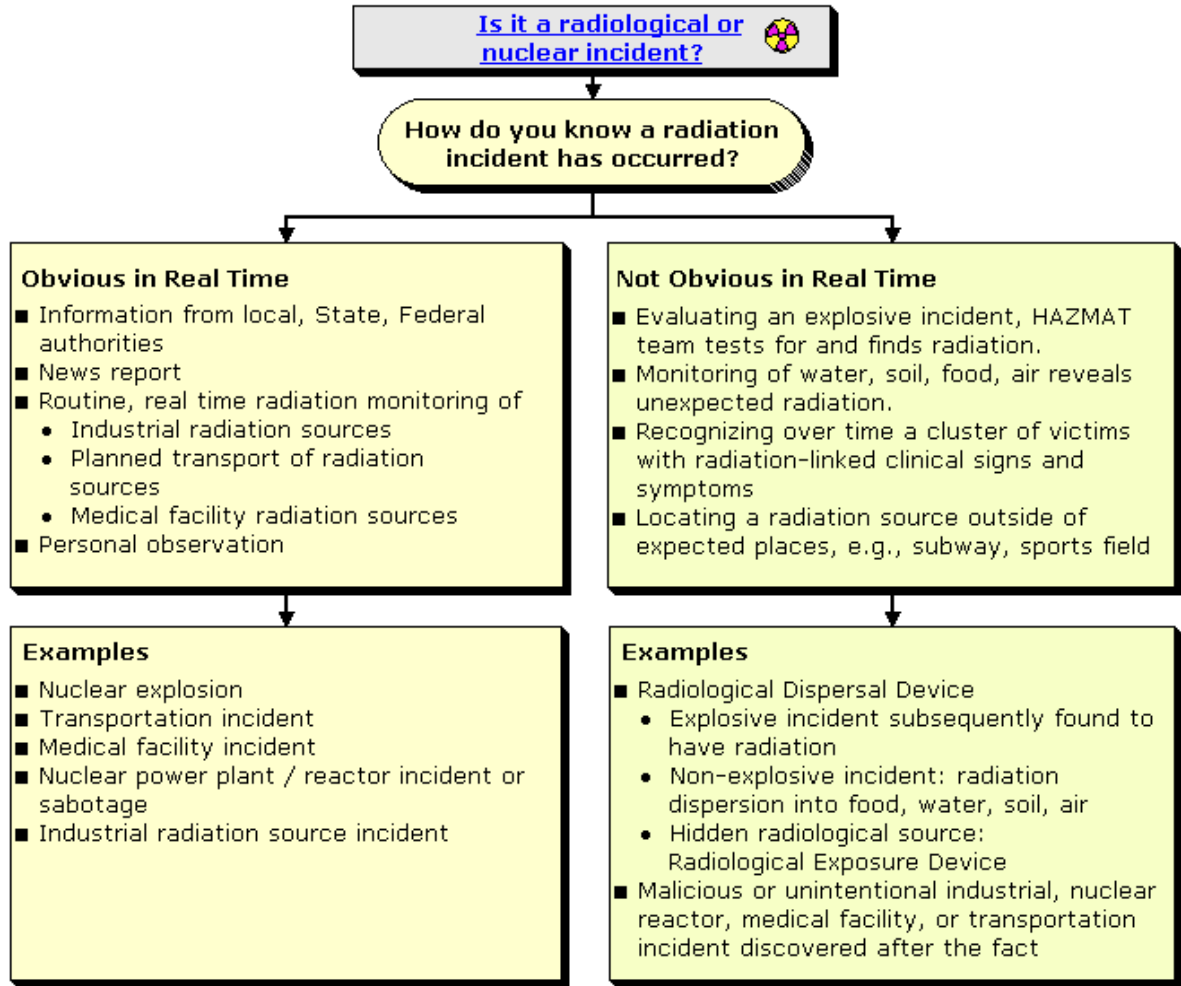 Is it a radiological or
nuclear incident?
How do you know a radiation
incident has occurred?
Obvious in Real Time
■ Information from local, State, Federal
authorities
■ News report
■ Routine, real time radiation monitoring of
• Industrial radiation sources
• Planned transport of radiation
sources
• Medical facility radiation sources
■ Personal observation
Not Obvious in Real Time
■ Evaluating an explosive incident, HAZMAT
team tests for and finds radiation.
■ Monitoring of water, soil, food, air reveals
unexpected radiation.
■ Recognizing over time a cluster of victims
with radiation-linked clinical signs and
symptoms
■ Locating a radiation source outside of
expected places, e.g., subway, sports field
Examples
■ Nuclear explosion
■ Transportation incident
■ Medical facility incident
■ Nuclear power plant / reactor incident or
sabotage
■ Industrial radiation source incident
Examples
■ Radiological Dispersal Device
• Explosive incident subsequently found to
have radiation
• Non-explosive incident: radiation
dispersion into food, water, soil, air
• Hidden radiological source:
Radiological Exposure Device
■ Malicious or unintentional industrial, nuclear
reactor, medical facility, or transportation
incident discovered after the fact